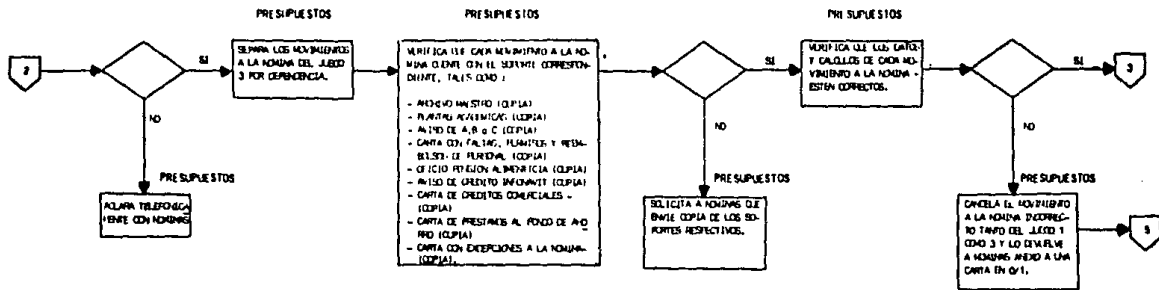 PRESUPUESTOS
PRESUPUESTOS
PRESUPUESTOS
2
SI
SEPARA LOS MOVIMIENTOS
A LA NOMINA DEL JUEGO
3 POR DEPENDENCIA.
VERIFICA QUE CADA MOVIMIENTO A LA NO-
MINA CUENTE CON EL SOPORTE CORRESPON-
DIENTE, TALES COMO :
- ARCHIVO MAESTRO (COPIA)
- PLANTAS ACADEMICAS (COPIA)
- AVISO DE A,B o C (COPIA)
- CARTA CON FALTAS, PERMISOS Y REEM-
BOLSOS DE PERSONAL (COPIA)
- OFICIO PENSION ALIMENTICIA (COPIA)
- AVISO DE CREDITO INFONAVIT (COPIA)
- CARTA DE CREDITOS COMERCIALES -
(COPIA)
- CARTA DE PRESTAMOS AL FONDO DE AHO
RRO (COPIA)
- CARTA CON EXCEPCIONES A LA NOMINA-
(COPIA).
SI
VERIFICA QUE LOS DATOS
Y CALCULOS DE CADA MO-
VIMIENTO A LA NOMINA-
ESTEN CORRECTOS.
SI
3
NO
NO
NO
PRESUPUESTOS
ACLARA TELEFONICA
MENTE CON NOMINAS
PRESUPUESTOS
SOLICITA A NOMINAS QUE
ENVIE COPIA DE LOS SO-
PORTES RESPECTIVOS.
PRESUPUESTOS
CANCELA EL MOVIMIENTO
A LA NOMINA INCORREC-
TO TANTO DEL JUEGO 1
COMO 3 Y LO DEVUELVE
A NOMINAS ANEXO A UNA
CARTA EN O/1.
5